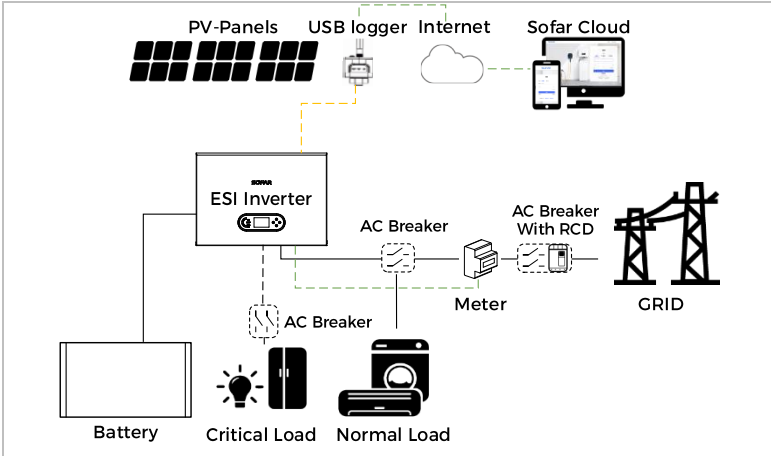 PV-Panels
USB logger
Internet
Sofar Cloud
SOFAR
ESI Inverter
AC Breaker
AC Breaker
With RCD
Meter
GRID
AC Breaker
Battery
Critical Load
Normal Load